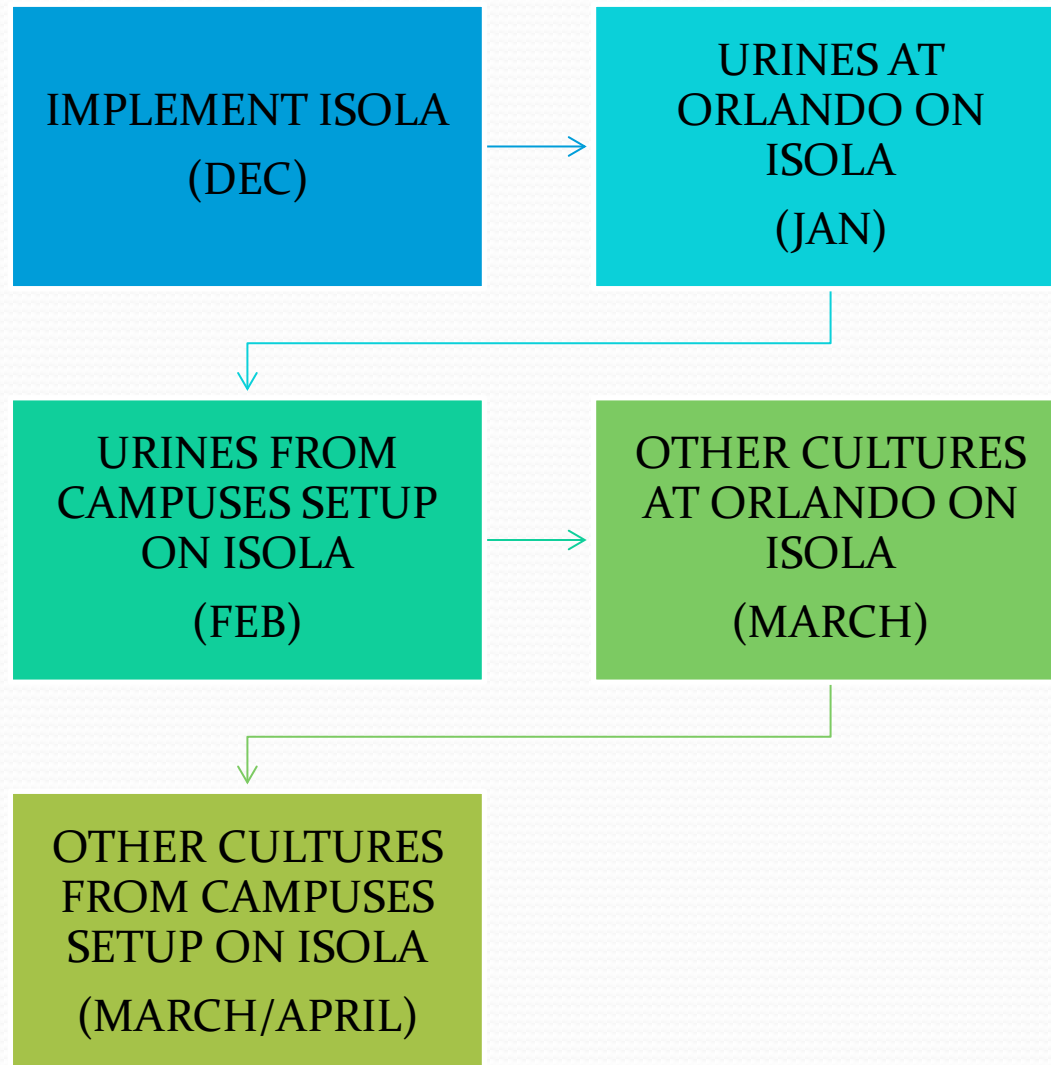 IMPLEMENT ISOLA
(DEC)
URINES AT
ORLANDO ON
ISOLA
(JAN)
URINES FROM
CAMPUSES SETUP
ON ISOLA
(FEB)
OTHER CULTURES
AT ORLANDO ON
ISOLA
(MARCH)
OTHER CULTURES
FROM CAMPUSES
SETUP ON ISOLA
(MARCH/APRIL)